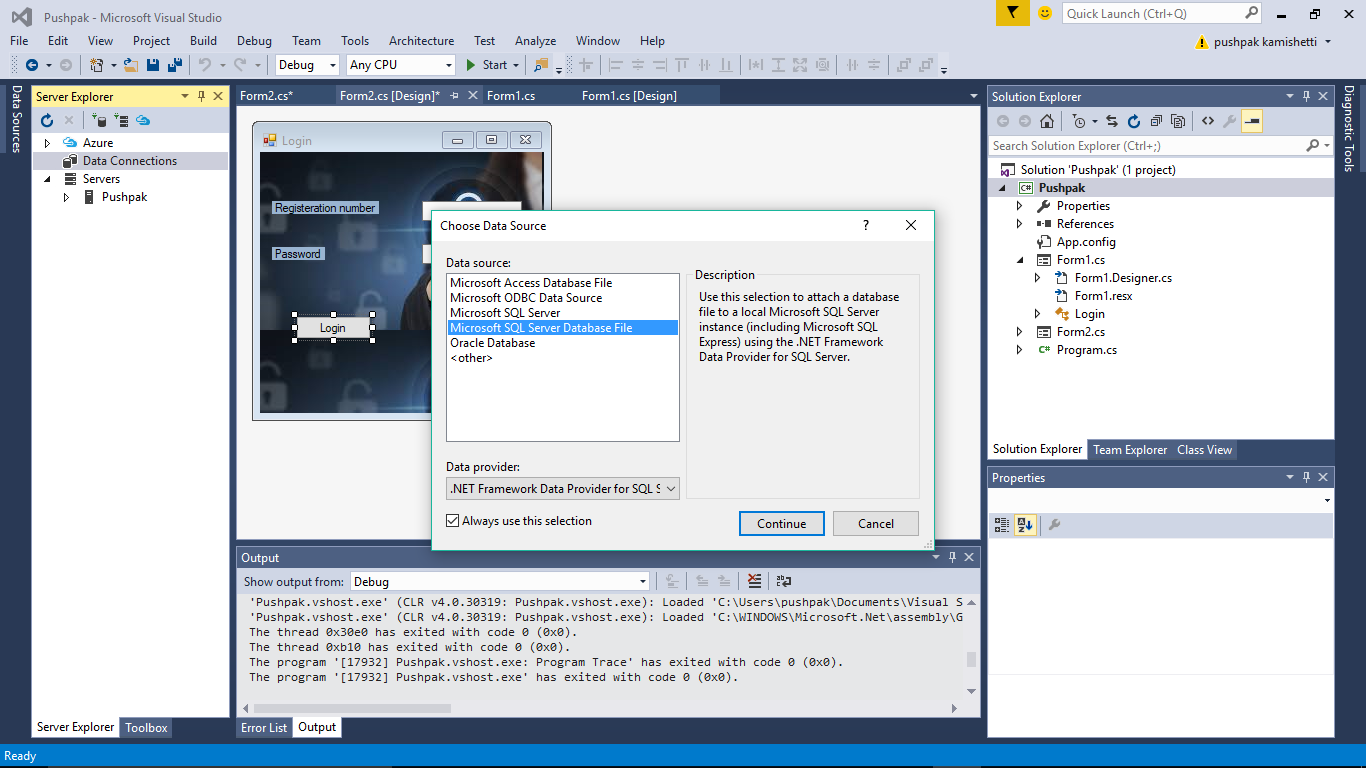 Pushpak - Microsoft Visual Studio
Quick Launch (Ctrl+Q)
File Edit View Project Build Debug Team Tools Architecture Test Analyze Window Help
pushpak kamishetti
Debug Any CPU Start
Data Sources
Server Explorer
Azure
Data Connections
Servers
Pushpak
Server Explorer Toolbox
Form2.cs* Form2.cs [Design]* Form1.cs Form1.cs [Design]
Login
Registeration number
Password
Login
Choose Data Source
?
Data source:
Microsoft Access Database File
Microsoft ODBC Data Source
Microsoft SQL Server
Microsoft SQL Server Database File
Oracle Database
<other>
Description
Use this selection to attach a database
file to a local Microsoft SQL Server
instance (including Microsoft SQL
Express) using the .NET Framework
Data Provider for SQL Server.
Data provider:
.NET Framework Data Provider for SQL S
Always use this selection
Continue Cancel
Output
Show output from: Debug
'Pushpak.vshost.exe' (CLR v4.0.30319: Pushpak.vshost.exe): Loaded 'C:\Users\pushpak\Documents\Visual S
'Pushpak.vshost.exe' (CLR v4.0.30319: Pushpak.vshost.exe): Loaded 'C:\WINDOWS\Microsoft.Net\assembly\G
The thread 0x30e0 has exited with code 0 (0x0).
The thread 0xb10 has exited with code 0 (0x0).
The program '[17932] Pushpak.vshost.exe: Program Trace' has exited with code 0 (0x0).
The program '[17932] Pushpak.vshost.exe' has exited with code 0 (0x0).
Error List Output
Solution Explorer
Search Solution Explorer (Ctrl+;)
Solution 'Pushpak' (1 project)
Pushpak
Properties
References
App.config
Form1.cs
Form1.Designer.cs
Form1.resx
Login
Form2.cs
Program.cs
Solution Explorer Team Explorer Class View
Properties
Diagnostic Tools
Ready